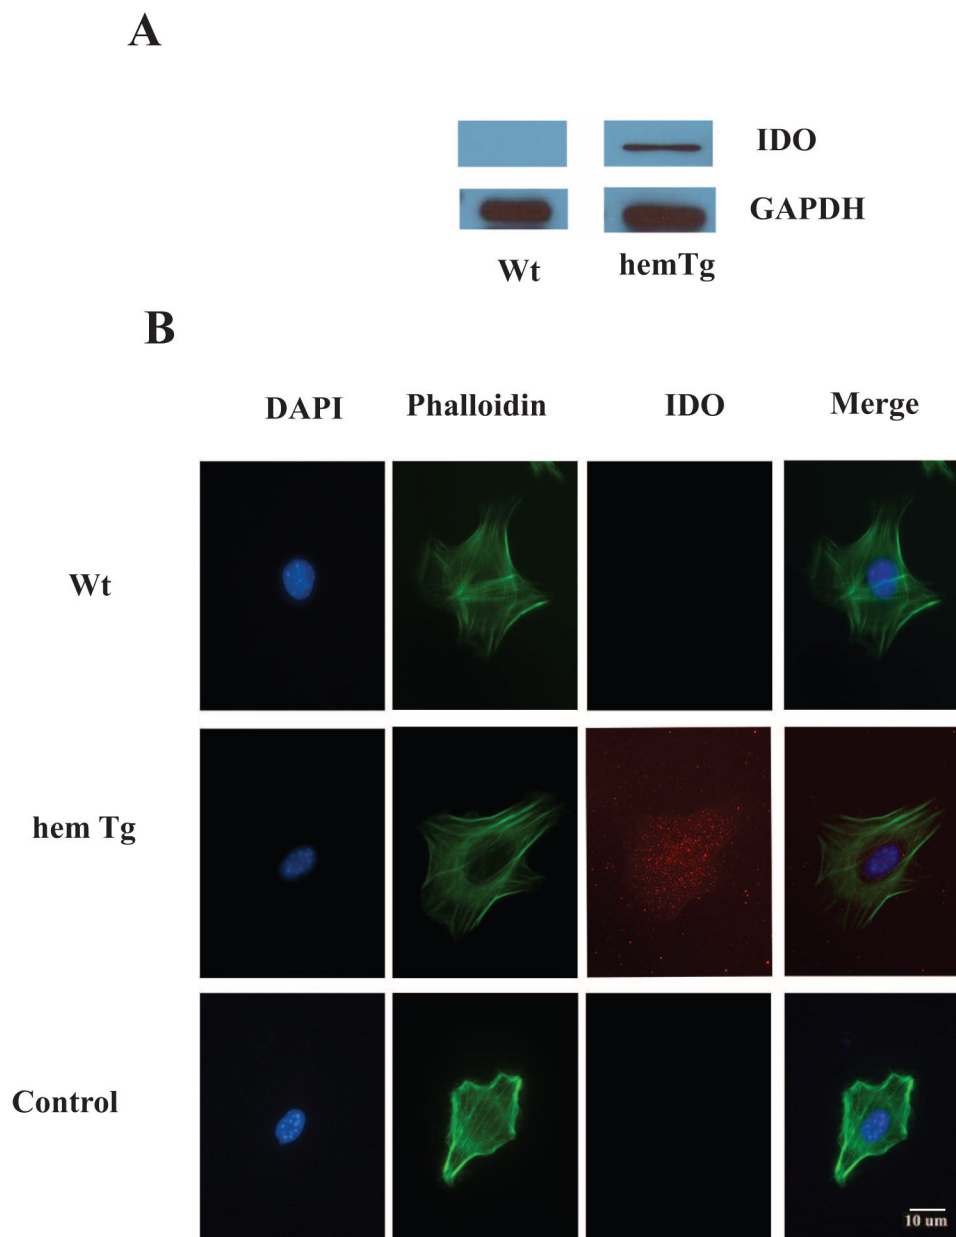 A
IDO
GAPDH
Wt
hemTg
B
DAPI
Phalloidin
IDO
Merge
Wt
hem Tg
Control
10 um